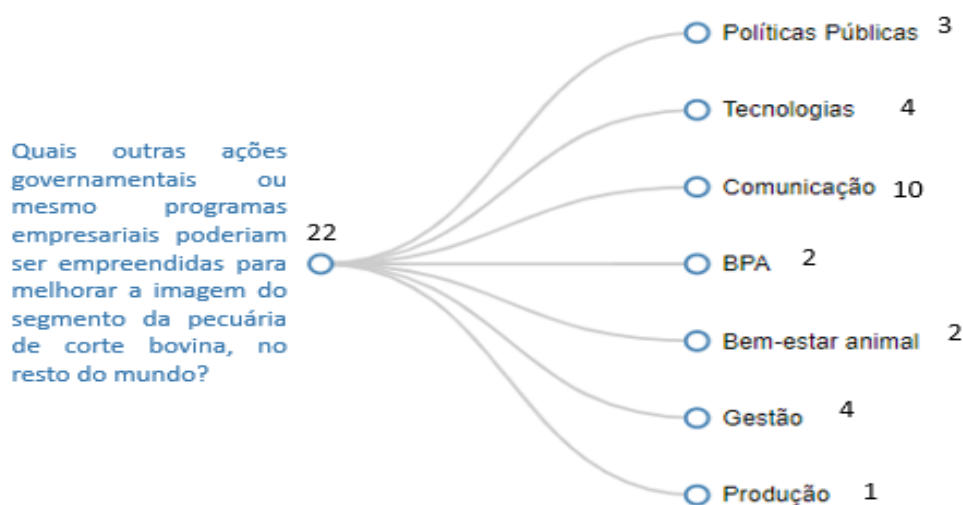 Quais outras ações
governamentais ou
mesmo programas
empresariais poderiam
ser empreendidas para
melhorar a imagem do
segmento da pecuária
de corte bovina, no
resto do mundo?
22
Políticas Públicas 3
Tecnologias 4
Comunicação 10
BPA 2
Bem-estar animal 2
Gestão 4
Produção 1